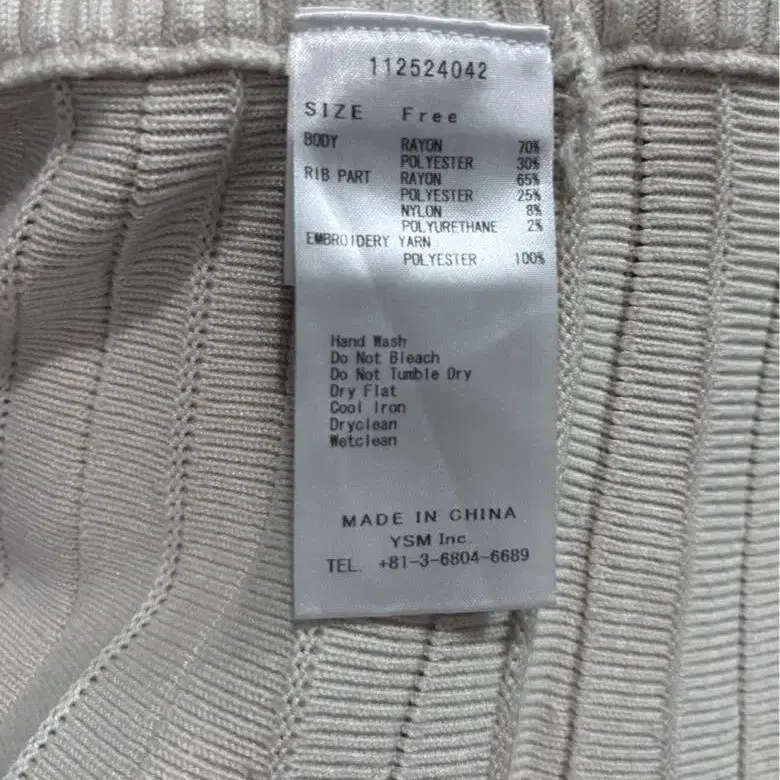 112524042
SIZE Free
BODY RAYON 70%
POLYESTER 30%
RIB PART RAYON 65%
POLYESTER 25%
NYLON 8%
POLYURETHANE 2%
EMBROIDERY YARN
POLYESTER 100%
Hand Wash
Do Not Bleach
Do Not Tumble Dry
Dry Flat
Cool Iron
Dryclean
Wetclean
MADE IN CHINA
YSM Inc.
TEL. +81-3-6804-6689